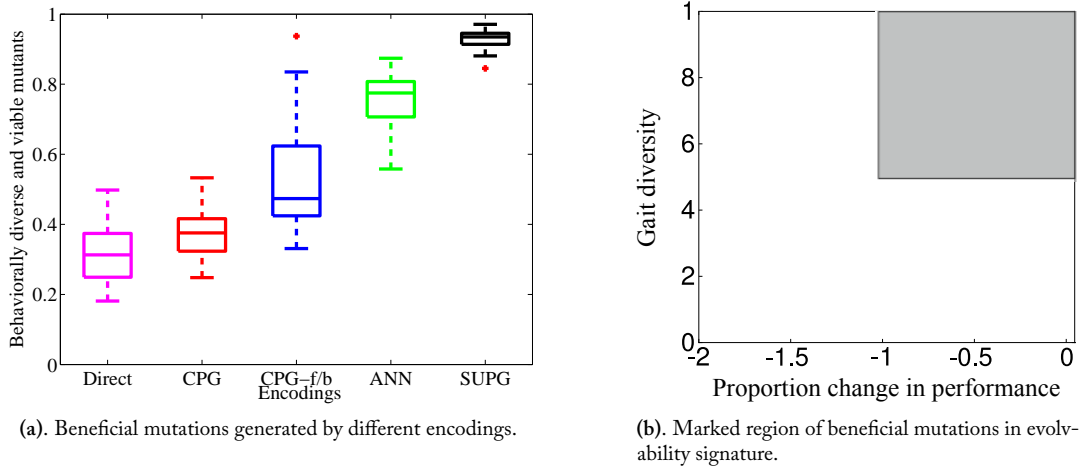 Behaviorally diverse and viable mutants
1
0.8
0.6
0.4
0.2
0
Direct
CPG
CPG–f/b
ANN
SUPG
Encodings
(a). Beneficial mutations generated by different encodings.
Gait diversity
1
8
6
4
2
0
-2
-1.5
-1
-0.5
0
Proportion change in performance
(b). Marked region of beneficial mutations in evolv-
ability signature.